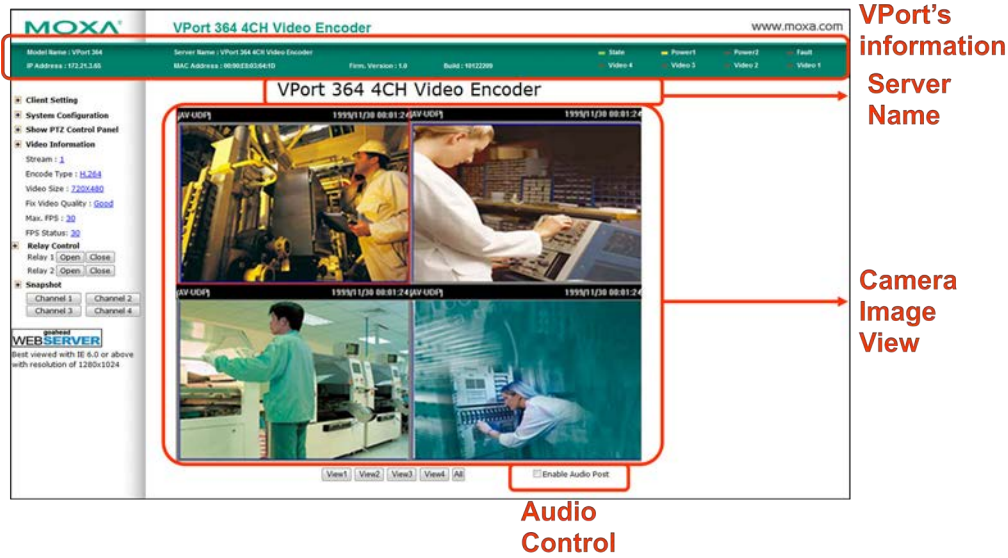 MOXA®
VPort 364 4CH Video Encoder
www.moxa.com
VPort's
information
Model Name : VPort 364
Server Name : VPort 364 4CH Video Encoder
State
Power1
Power2
Fault
IP Address : 172.21.3.65
MAC Address : 00:90:E8:03:64:1D
Firm. Version : 1.0
Build : 10122209
Video 4
Video 3
Video 2
Video 1
VPort 364 4CH Video Encoder
Server
Name
Client Setting
System Configuration
Show PTZ Control Panel
Video Information
Stream : 1
Encode Type : H.264
Video Size : 720X480
Fix Video Quality : Good
Max. FPS : 30
FPS Status: 30
Relay Control
Relay 1 Open Close
Relay 2 Open Close
Snapshot
Channel 1 Channel 2
Channel 3 Channel 4
goahead
WEBSERVER
Best viewed with IE 6.0 or above
with resolution of 1280x1024
(AV-UDP) 1999/11/30 00:01:24
(AV-UDP) 1999/11/30 00:01:24
(AV-UDP) 1999/11/30 00:01:24
(AV-UDP) 1999/11/30 00:01:24
Camera
Image
View
View1 View2 View3 View4 All
Enable Audio Post
Audio
Control